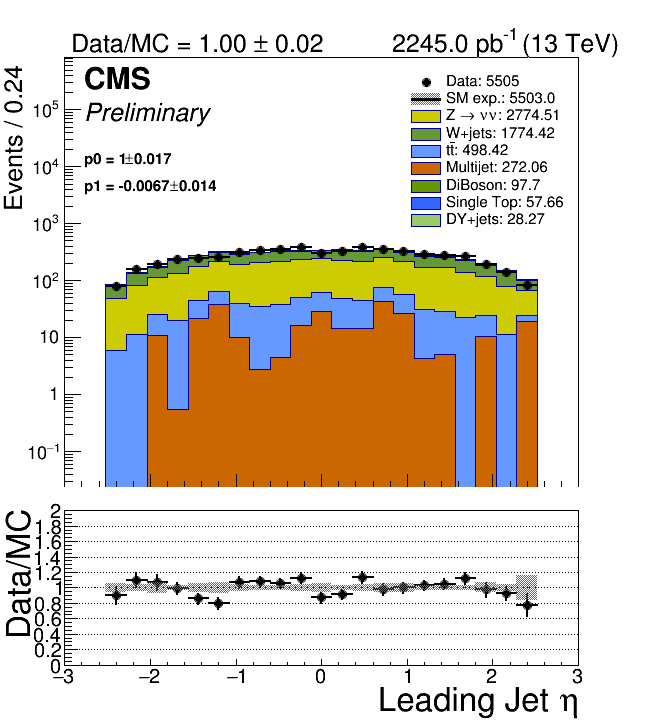 Data/MC = 1.00 ± 0.02 2245.0 pb⁻¹ (13 TeV)
Events / 0.24
CMS
Preliminary
p0 = 1±0.017
p1 = -0.0067±0.014
Data: 5505
SM exp.: 5503.0
Z → νν: 2774.51
W+jets: 1774.42
tt̄: 498.42
Multijet: 272.06
DiBoson: 97.7
Single Top: 57.66
DY+jets: 28.27
10⁵
10⁴
10³
10²
10
1
10⁻¹
Data/MC
2
1.8
1.6
1.4
1.2
1
0.8
0.6
0.4
0.2
0
−3 −2 −1 0 1 2 3
Leading Jet η